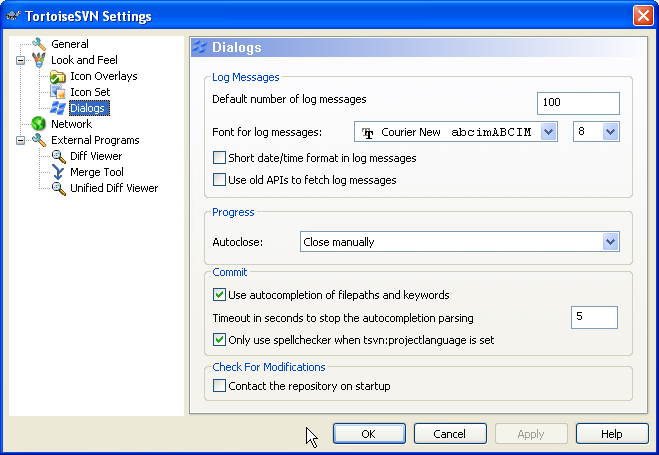 TortoiseSVN Settings
General
Look and Feel
Icon Overlays
Icon Set
Dialogs
Network
External Programs
Diff Viewer
Merge Tool
Unified Diff Viewer
Dialogs
Log Messages
Default number of log messages 100
Font for log messages: Courier New abcimABCIM 8
Short date/time format in log messages
Use old APIs to fetch log messages
Progress
Autoclose: Close manually
Commit
Use autocompletion of filepaths and keywords
Timeout in seconds to stop the autocompletion parsing 5
Only use spellchecker when tsvn:projectlanguage is set
Check For Modifications
Contact the repository on startup
OK Cancel Apply Help